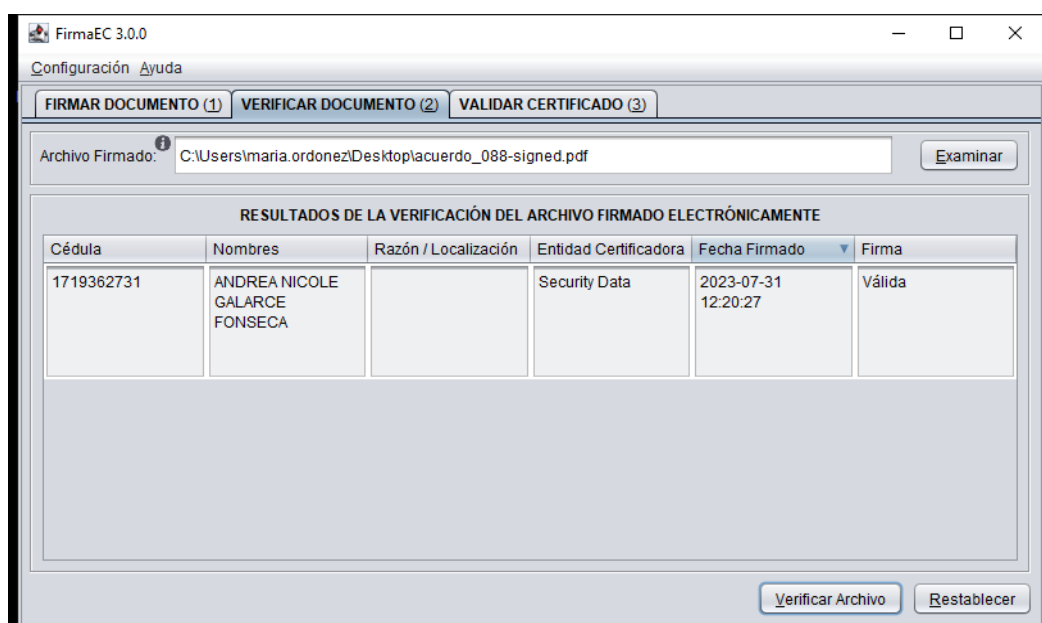 FirmaEC 3.0.0
Configuración Ayuda
FIRMAR DOCUMENTO (1) VERIFICAR DOCUMENTO (2) VALIDAR CERTIFICADO (3)
Archivo Firmado: C:\Users\maria.ordonez\Desktop\acuerdo_088-signed.pdf Examinar
RESULTADOS DE LA VERIFICACIÓN DEL ARCHIVO FIRMADO ELECTRÓNICAMENTE
Cédula Nombres Razón / Localización Entidad Certificadora Fecha Firmado Firma
1719362731 ANDREA NICOLE Security Data 2023-07-31 Válida
GALARCE 12:20:27
FONSECA
Verificar Archivo Restablecer